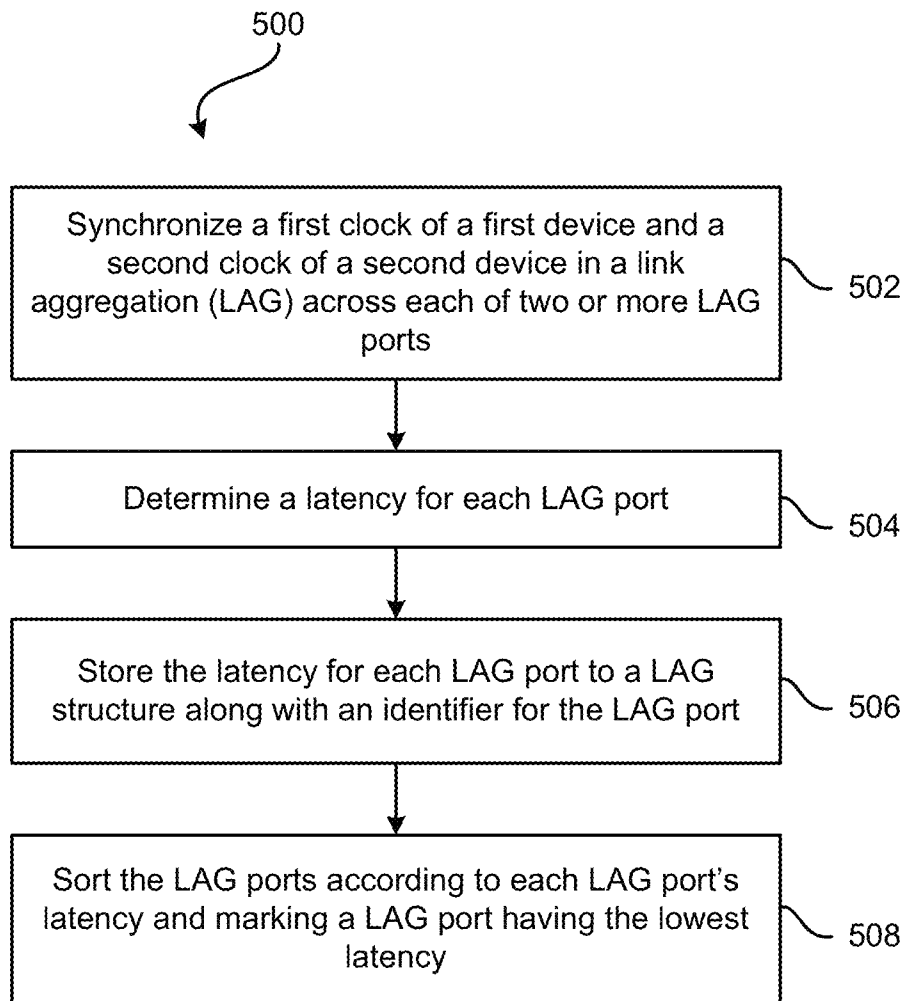 500
Synchronize a first clock of a first device and a
second clock of a second device in a link
aggregation (LAG) across each of two or more LAG
ports
502
Determine a latency for each LAG port
504
Store the latency for each LAG port to a LAG
structure along with an identifier for the LAG port
506
Sort the LAG ports according to each LAG port's
latency and marking a LAG port having the lowest
latency
508